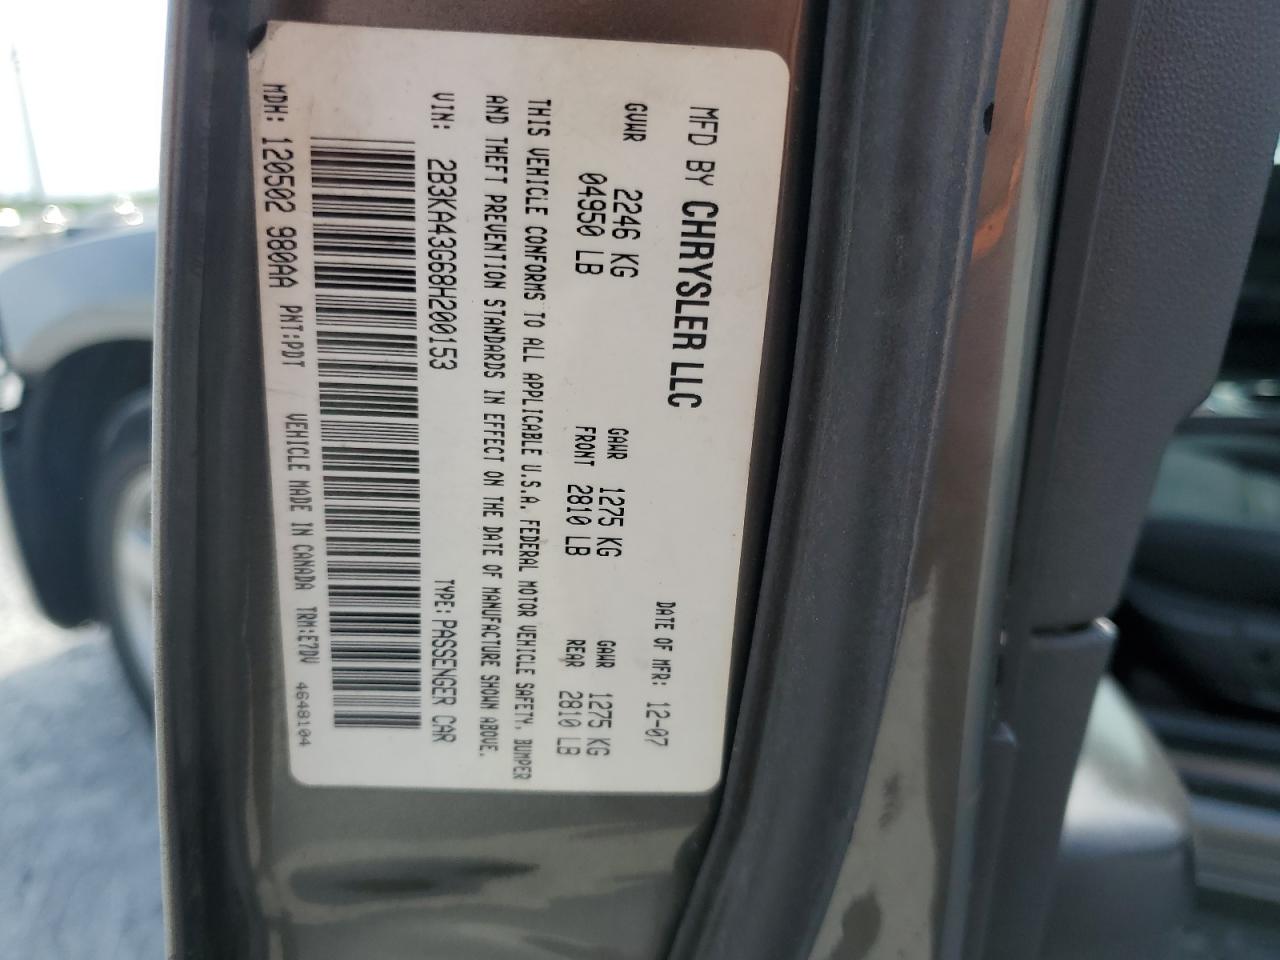 MFD BY CHRYSLER LLC DATE OF MFR: 12-07
GVWR 2246 KG GAWR 1275 KG GAWR 1275 KG
04950 LB FRONT 2810 LB REAR 2810 LB
THIS VEHICLE CONFORMS TO ALL APPLICABLE U.S.A. FEDERAL MOTOR VEHICLE SAFETY, BUMPER
AND THEFT PREVENTION STANDARDS IN EFFECT ON THE DATE OF MANUFACTURE SHOWN ABOVE.
VIN: 2B3KA43G68H200153 TYPE: PASSENGER CAR
MDH: 120502 980AA PNT:PDT VEHICLE MADE IN CANADA TRM:E7DV 4648104